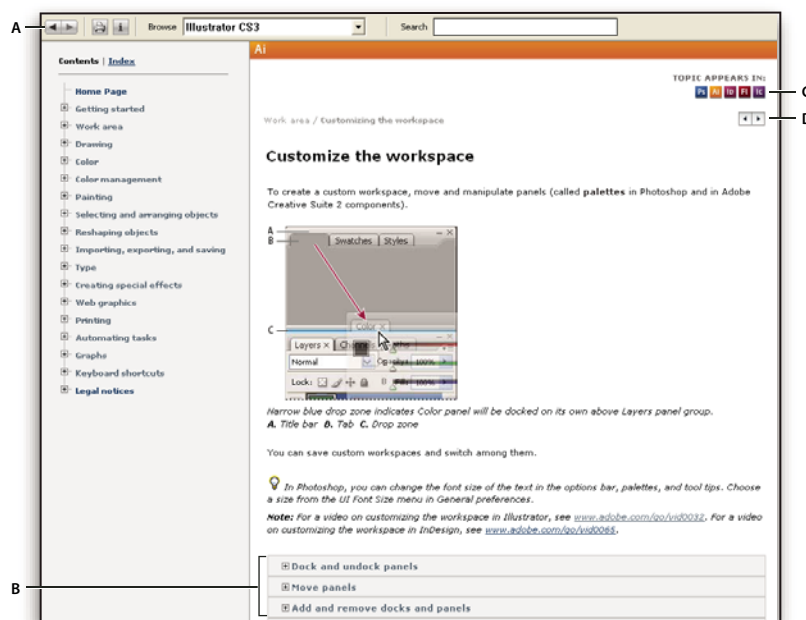 A
Browse Illustrator CS3
Search
Contents | Index
Home Page
Getting started
Work area
Drawing
Color
Color management
Painting
Selecting and arranging objects
Reshaping objects
Importing, exporting, and saving
Type
Creating special effects
Web graphics
Printing
Automating tasks
Graphs
Keyboard shortcuts
Legal notices
Ai
TOPIC APPEARS IN:
Ps Ai Id Fl Ic
C
Work area / Customizing the workspace
D
Customize the workspace
To create a custom workspace, move and manipulate panels (called palettes in Photoshop and in Adobe
Creative Suite 2 components).
A
B
Swatches Styles
Color ×
C
Layers ×
Normal 100%
Lock: 100%
Narrow blue drop zone indicates Color panel will be docked on its own above Layers panel group.
A. Title bar B. Tab C. Drop zone
You can save custom workspaces and switch among them.
In Photoshop, you can change the font size of the text in the options bar, palettes, and tool tips. Choose
a size from the UI Font Size menu in General preferences.
Note: For a video on customizing the workspace in Illustrator, see www.adobe.com/go/vid0032. For a video
on customizing the workspace in InDesign, see www.adobe.com/go/vid0065.
B
Dock and undock panels
Move panels
Add and remove docks and panels